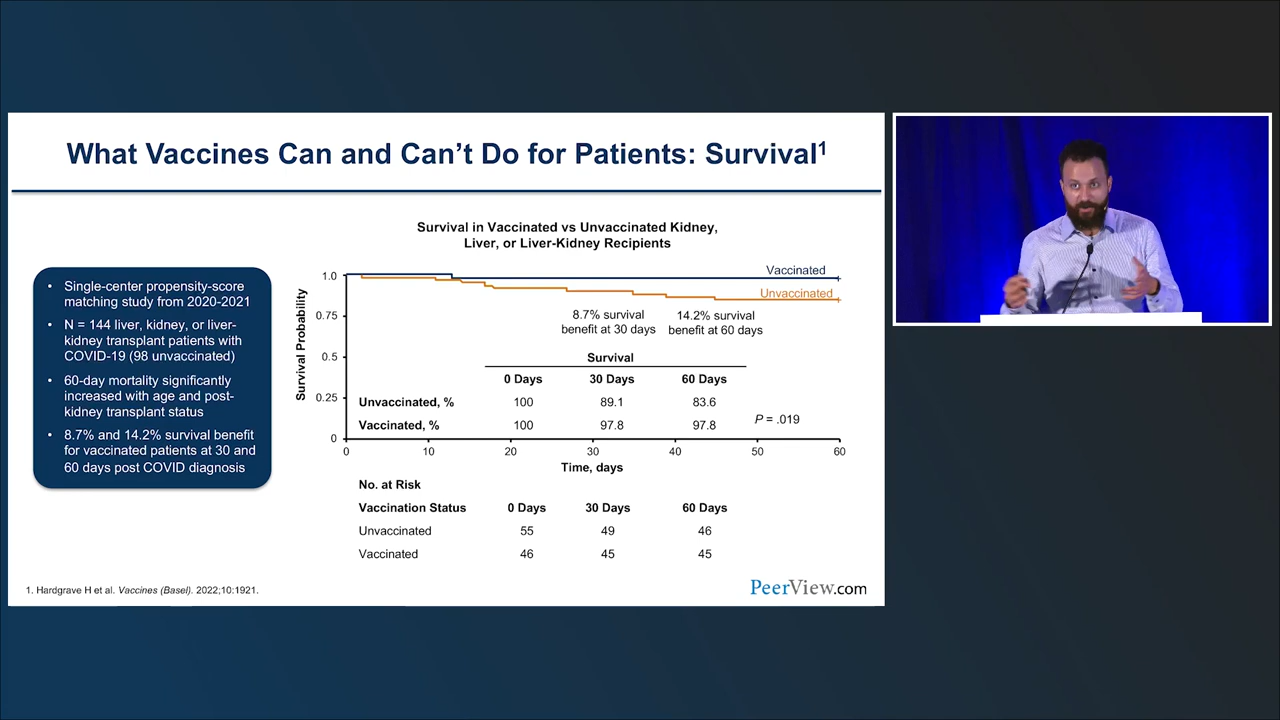 What Vaccines Can and Can’t Do for Patients: Survival1
• Single-center propensity-score
matching study from 2020-2021
• N = 144 liver, kidney, or liver-
kidney transplant patients with
COVID-19 (98 unvaccinated)
• 60-day mortality significantly
increased with age and post-
kidney transplant status
• 8.7% and 14.2% survival benefit
for vaccinated patients at 30 and
60 days post COVID diagnosis
Survival in Vaccinated vs Unvaccinated Kidney,
Liver, or Liver-Kidney Recipients
Survival Probability
1.0
0.75
0.5
0.25
0
Vaccinated
Unvaccinated
8.7% survival
benefit at 30 days
14.2% survival
benefit at 60 days
Survival
0 Days 30 Days 60 Days
Unvaccinated, % 100 89.1 83.6
Vaccinated, % 100 97.8 97.8
P = .019
0 10 20 30 40 50 60
Time, days
No. at Risk
Vaccination Status 0 Days 30 Days 60 Days
Unvaccinated 55 49 46
Vaccinated 46 45 45
1. Hardgrave H et al. Vaccines (Basel). 2022;10:1921.
PeerView.com